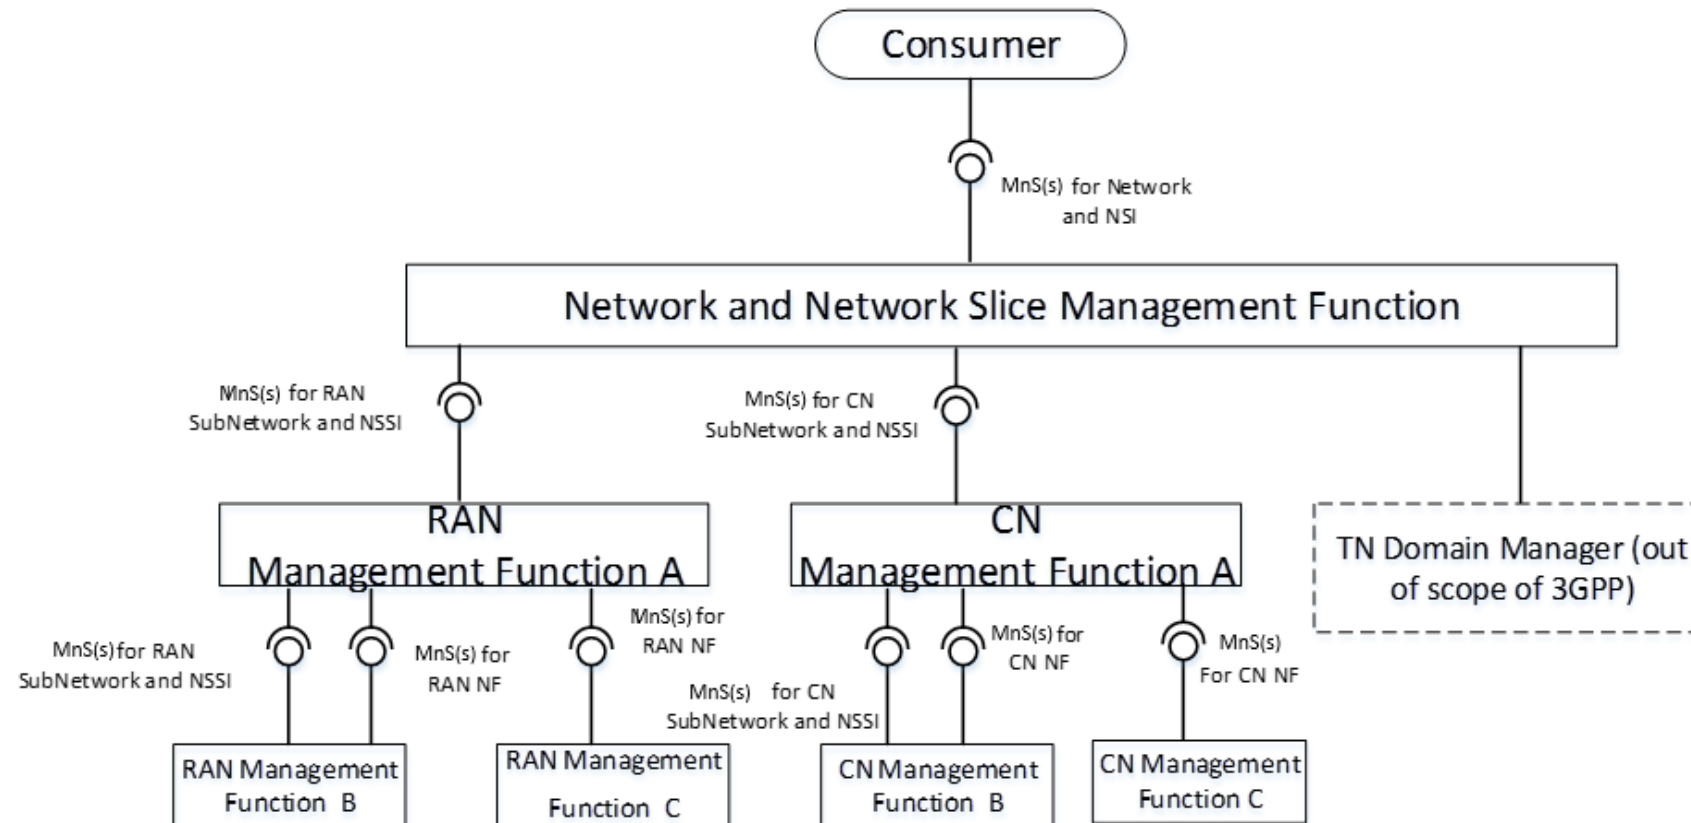 Consumer
MnS(s) for Network
and NSI
Network and Network Slice Management Function
MnS(s) for RAN
SubNetwork and NSSI
MnS(s) for CN
SubNetwork and NSSI
RAN
Management Function A
CN
Management Function A
TN Domain Manager (out
of scope of 3GPP)
MnS(s) for RAN
SubNetwork and NSSI
MnS(s) for
RAN NF
MnS(s) for
RAN NF
MnS(s) for CN
SubNetwork and NSSI
MnS(s) for
CN NF
MnS(s)
For CN NF
RAN Management
Function B
RAN Management
Function C
CN Management
Function B
CN Management
Function C